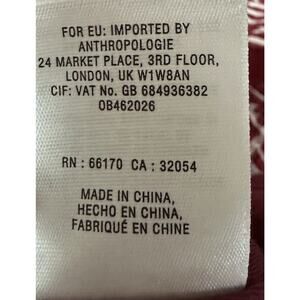 FOR EU: IMPORTED BY
ANTHROPOLOGIE
24 MARKET PLACE, 3RD FLOOR,
LONDON, UK W1W8AN
CIF: VAT No. GB 684936382
OB462026
RN : 66170 CA : 32054
MADE IN CHINA,
HECHO EN CHINA,
FABRIQUÉ EN CHINE